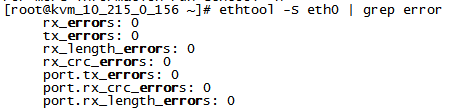 [root@kvm_10_215_0_156 ~]# ethtool -S eth0 | grep error
rx_errors: 0
tx_errors: 0
rx_length_errors: 0
rx_crc_errors: 0
port.tx_errors: 0
port.rx_crc_errors: 0
port.rx_length_errors: 0